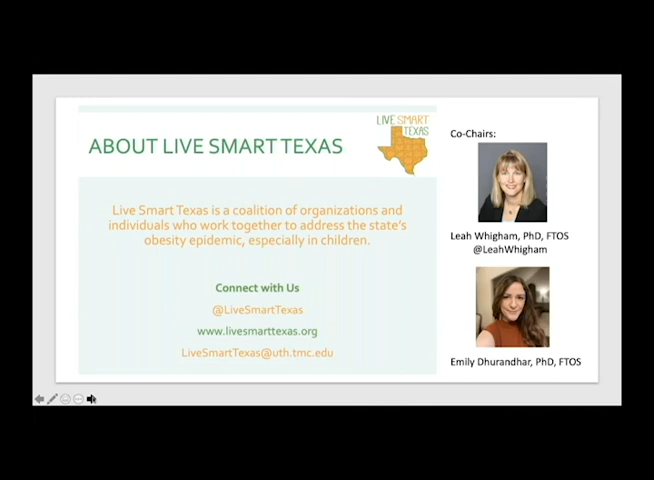 LIVE SMART
TEXAS
ABOUT LIVE SMART TEXAS
Live Smart Texas is a coalition of organizations and
individuals who work together to address the state's
obesity epidemic, especially in children.
Connect with Us
@LiveSmartTexas
www.livesmarttexas.org
LiveSmartTexas@uth.tmc.edu
Co-Chairs:
Leah Whigham, PhD, FTOS
@LeahWhigham
Emily Dhurandhar, PhD, FTOS